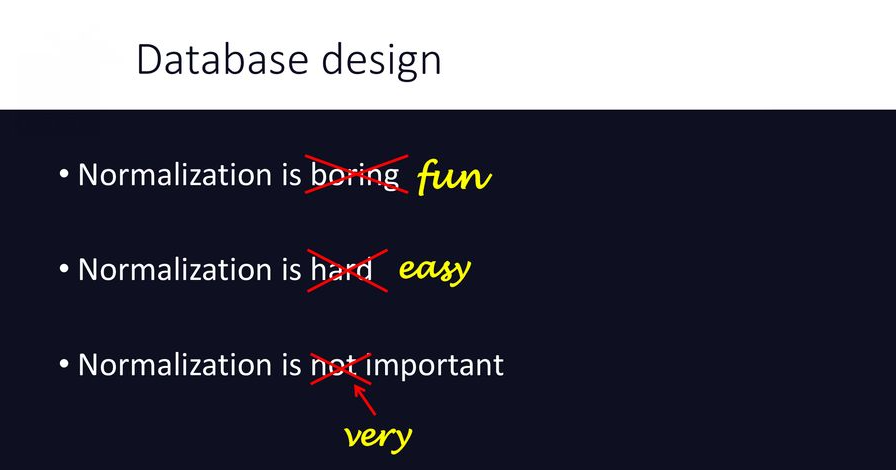 Database design
• Normalization is boring fun
• Normalization is hard easy
• Normalization is not important
very